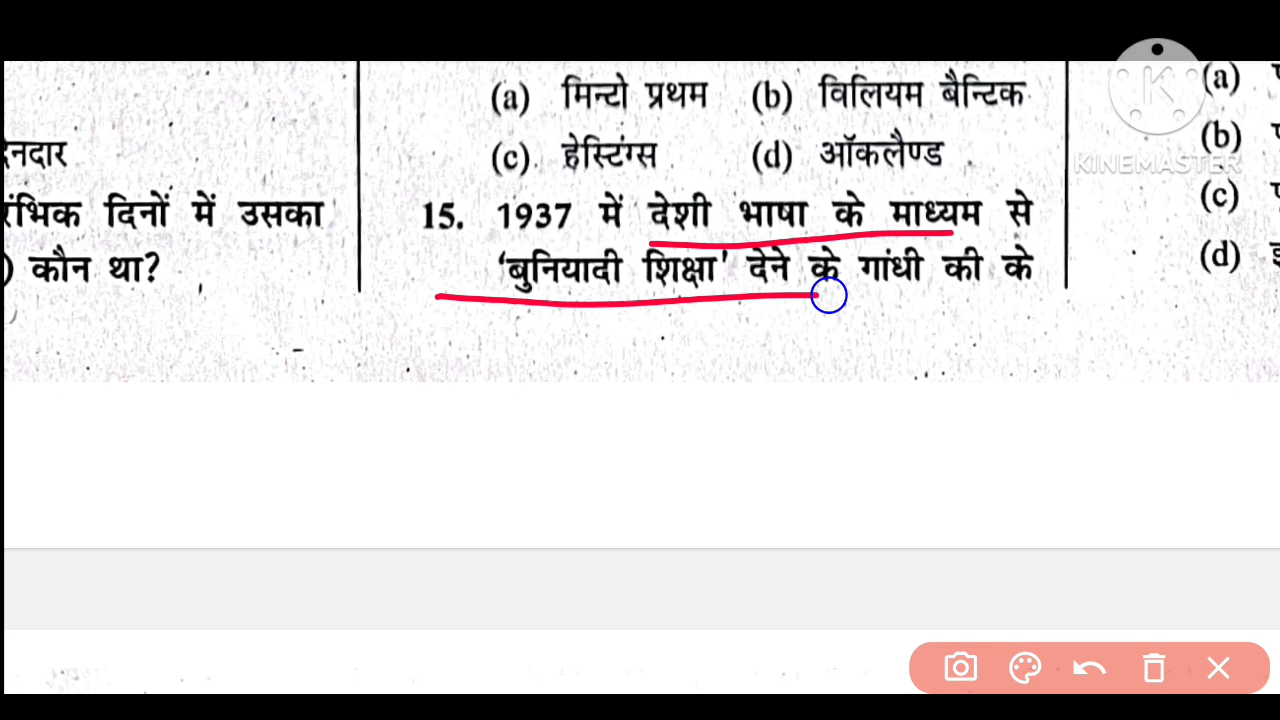 नदार
रंभिक दिनों में उसका
) कौन था?
(a) मिन्टो प्रथम (b) विलियम बैन्टिक
(c) हेस्टिंग्स (d) ऑकलैण्ड
15. 1937 में देशी भाषा के माध्यम से
‘बुनियादी शिक्षा’ देने के गांधी की के
(a)
(b)
(c)
(d)
K
KINEMASTER